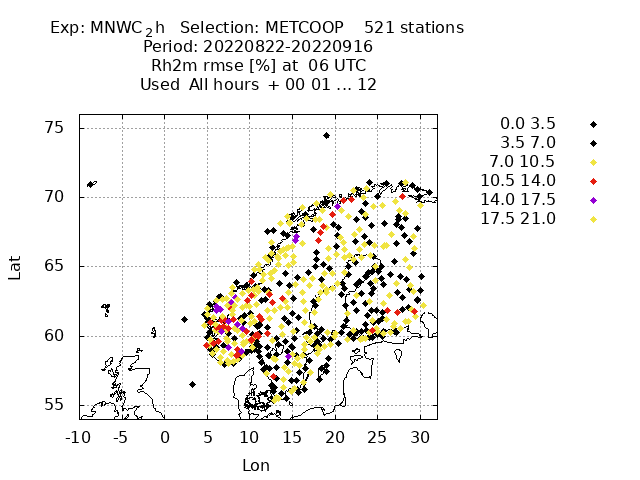 Exp: MNWC_2h   Selection: METCOOP    521 stations
Period: 20220822-20220916
Rh2m rmse [%] at  06 UTC
Used  All hours  + 00 01 ... 12
0.0 3.5
3.5 7.0
7.0 10.5
10.5 14.0
14.0 17.5
17.5 21.0
75
70
65
60
55
Lat
-10 -5 0 5 10 15 20 25 30
Lon